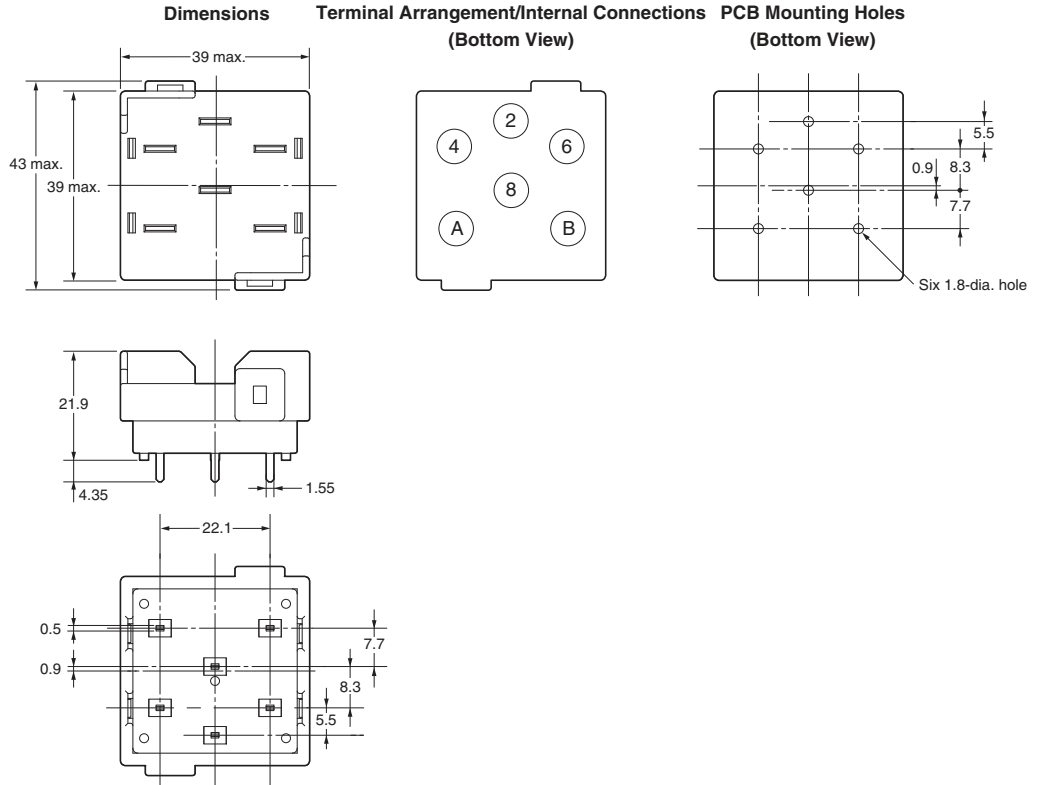 Dimensions
Terminal Arrangement/Internal Connections
(Bottom View)
PCB Mounting Holes
(Bottom View)
39 max.
43 max.
39 max.
2
4
6
8
A
B
5.5
0.9
8.3
7.7
Six 1.8-dia. hole
21.9
4.35
1.55
22.1
0.5
0.9
7.7
8.3
5.5